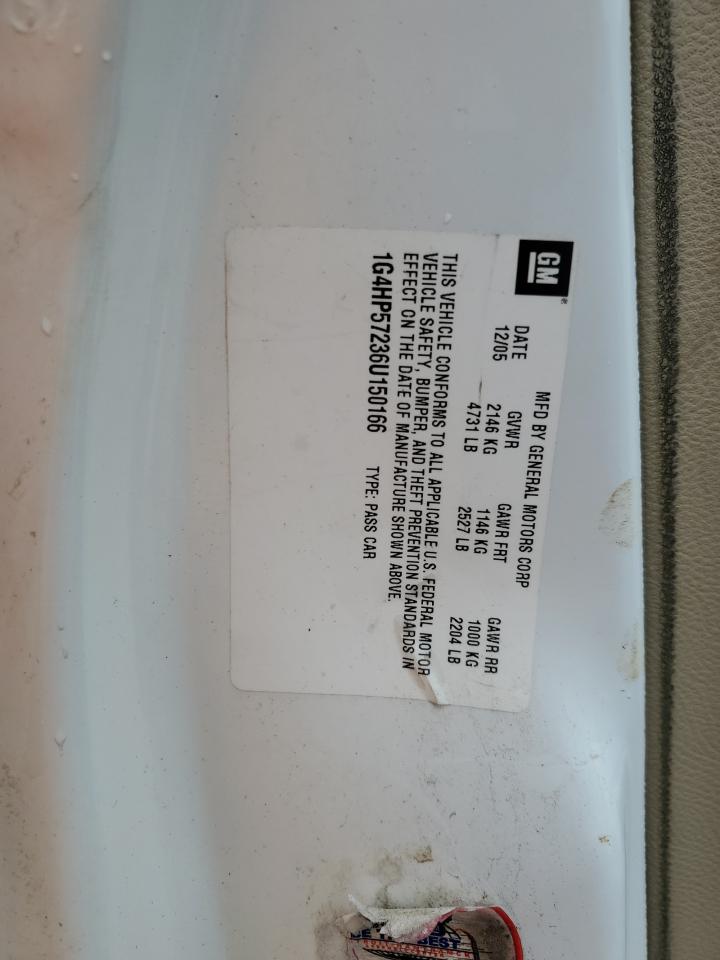 GM®
MFD BY GENERAL MOTORS CORP
DATE GVWR GAWR FRT GAWR RR
12/05 2146 KG 1146 KG 1000 KG
4731 LB 2527 LB 2204 LB
THIS VEHICLE CONFORMS TO ALL APPLICABLE U.S. FEDERAL MOTOR
VEHICLE SAFETY, BUMPER, AND THEFT PREVENTION STANDARDS IN
EFFECT ON THE DATE OF MANUFACTURE SHOWN ABOVE.
1G4HP57236U150166 TYPE: PASS CAR